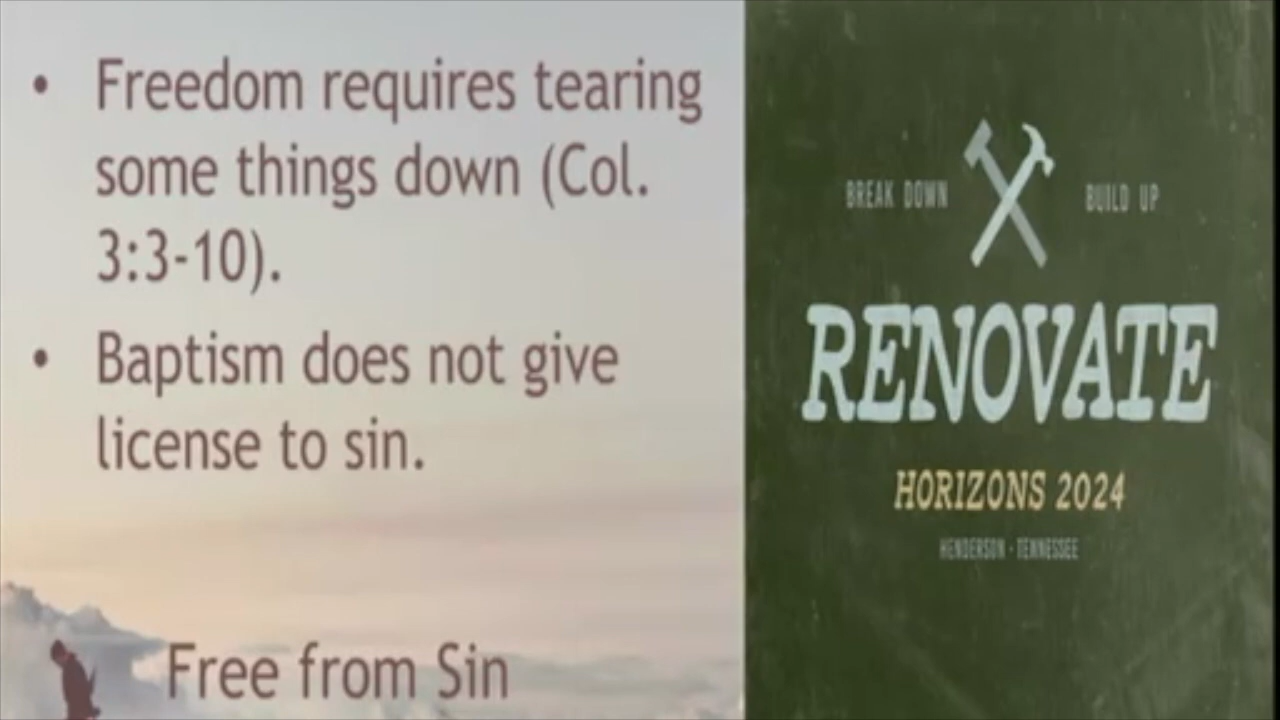 • Freedom requires tearing
some things down (Col.
3:3-10).
• Baptism does not give
license to sin.
Free from Sin
BREAK DOWN
BUILD UP
RENOVATE
HORIZONS 2024
HENDERSON - TENNESSEE